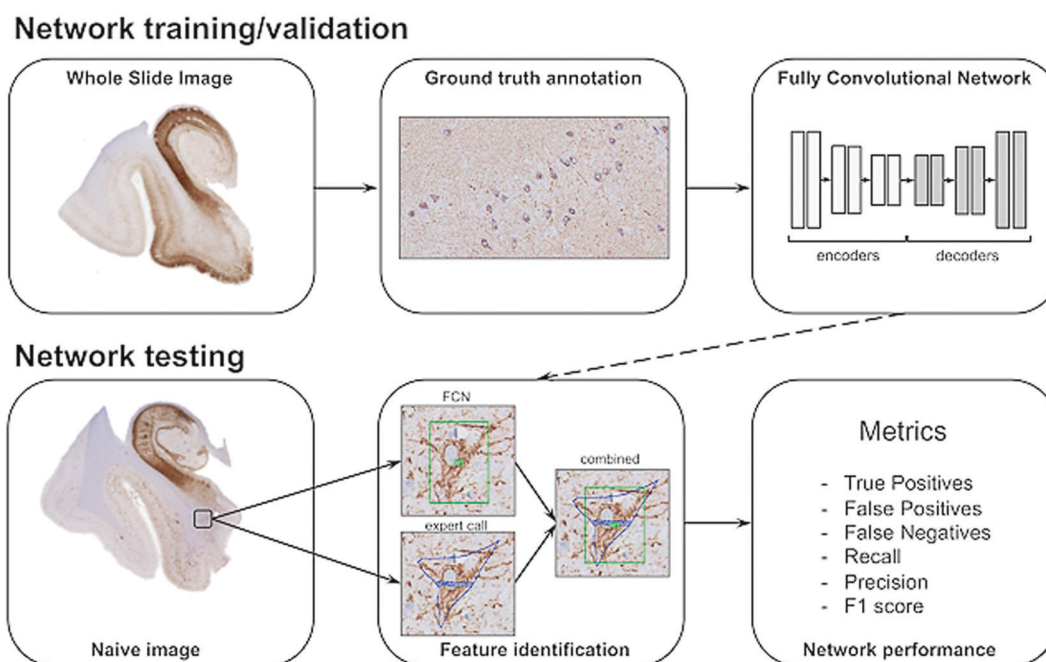 Network training/validation
Whole Slide Image
Ground truth annotation
Fully Convolutional Network
encoders
decoders
Network testing
FCN
expert call
combined
Metrics
- True Positives
- False Positives
- False Negatives
- Recall
- Precision
- F1 score
Naive image
Feature identification
Network performance